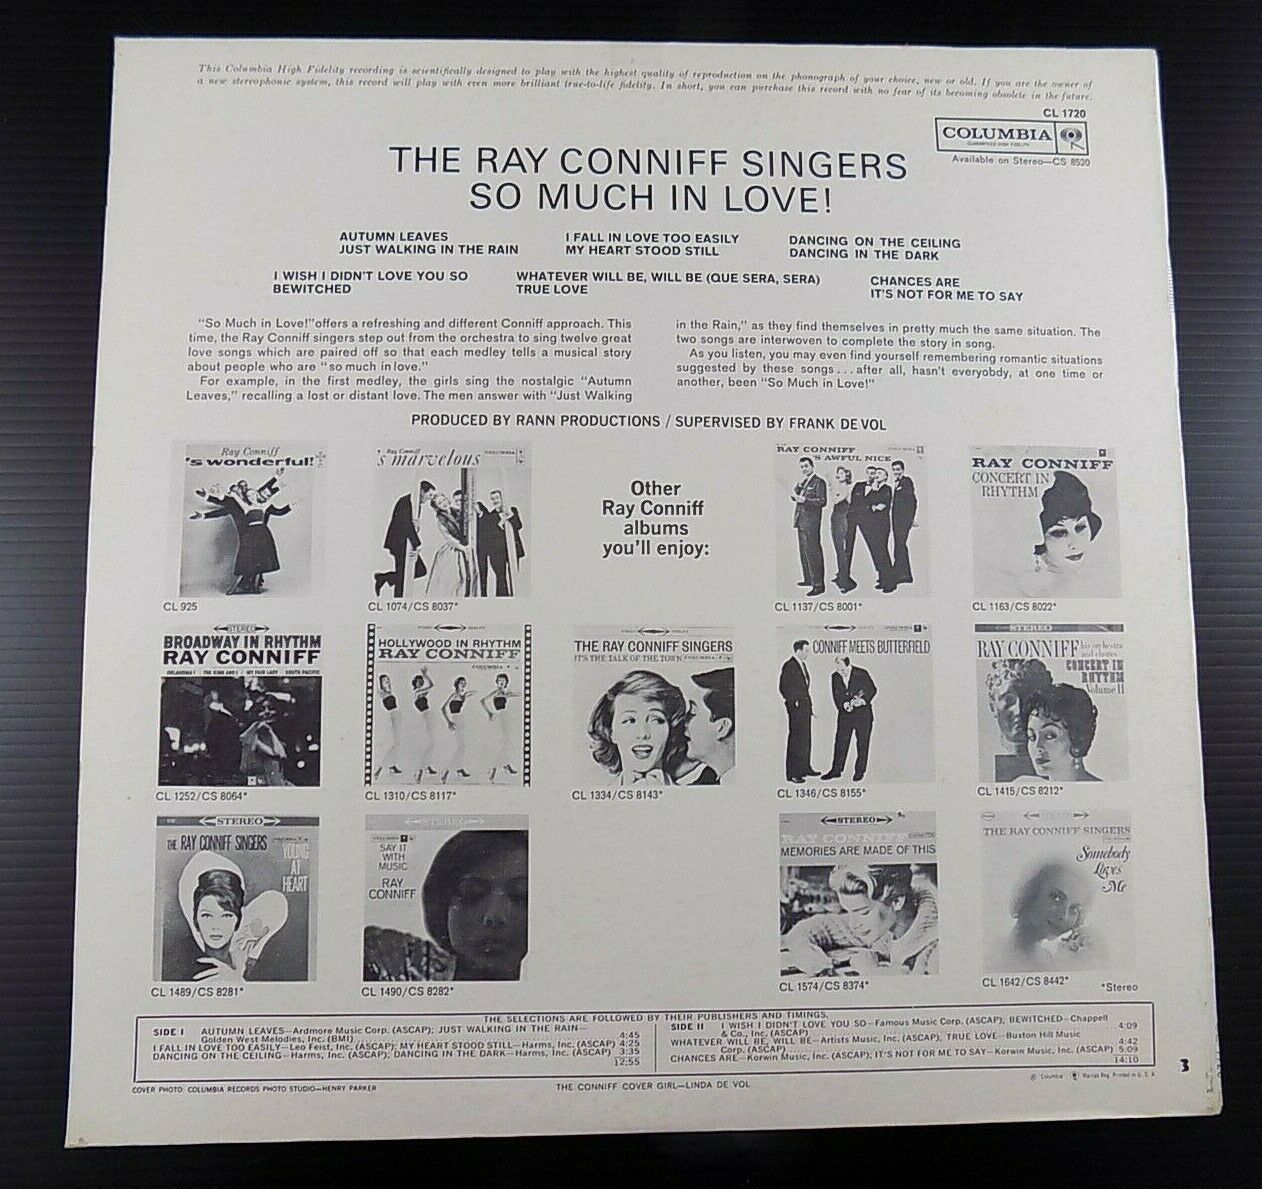 This Columbia High Fidelity recording is scientifically designed to play with the highest quality of reproduction on the phonograph of your choice, new or old. If you are the owner of
a new stereophonic system, this record will play with even more brilliant true-to-life fidelity. In short, you can purchase this record with no fear of its becoming obsolete in the future.
CL 1720
COLUMBIA
GUARANTEED HIGH FIDELITY
Available on Stereo—CS 8520
THE RAY CONNIFF SINGERS
SO MUCH IN LOVE!
AUTUMN LEAVES
JUST WALKING IN THE RAIN
I FALL IN LOVE TOO EASILY
MY HEART STOOD STILL
DANCING ON THE CEILING
DANCING IN THE DARK
I WISH I DIDN'T LOVE YOU SO
BEWITCHED
WHATEVER WILL BE, WILL BE (QUE SERA, SERA)
TRUE LOVE
CHANCES ARE
IT'S NOT FOR ME TO SAY
"So Much in Love!" offers a refreshing and different Conniff approach. This
time, the Ray Conniff singers step out from the orchestra to sing twelve great
love songs which are paired off so that each medley tells a musical story
about people who are "so much in love."
For example, in the first medley, the girls sing the nostalgic "Autumn
Leaves," recalling a lost or distant love. The men answer with "Just Walking
in the Rain," as they find themselves in pretty much the same situation. The
two songs are interwoven to complete the story in song.
As you listen, you may even find yourself remembering romantic situations
suggested by these songs...after all, hasn't everyobdy, at one time or
another, been "So Much in Love!"
PRODUCED BY RANN PRODUCTIONS / SUPERVISED BY FRANK DE VOL
Ray Conniff
'S wonderful!
CL 925
Ray Conniff
's marvelous
COLUMBIA
CL 1074/CS 8037*
Other
Ray Conniff
albums
you'll enjoy:
RAY CONNIFF
'S AWFUL NICE
CL 1137/CS 8001*
RAY CONNIFF
CONCERT IN
RHYTHM
CL 1163/CS 8022*
STEREO
BROADWAY IN RHYTHM
RAY CONNIFF
OKLAHOMA! THE KING AND I MY FAIR LADY SOUTH PACIFIC
CL 1252/CS 8064*
HOLLYWOOD IN RHYTHM
RAY CONNIFF
COLUMBIA
CL 1310/CS 8117*
THE RAY CONNIFF SINGERS
IT'S THE TALK OF THE TOWN COLUMBIA
CL 1334/CS 8143*
CONNIFF MEETS BUTTERFIELD
CL 1346/CS 8155*
STEREO
RAY CONNIFF his orchestra
and chorus
CONCERT IN
RHYTHM
Volume II
CL 1415/CS 8212*
STEREO
THE RAY CONNIFF SINGERS
YOUNG
AT
HEART
CL 1489/CS 8281*
STEREO
SAY IT
WITH
MUSIC
RAY
CONNIFF
CL 1490/CS 8282*
STEREO
RAY CONNIFF
MEMORIES ARE MADE OF THIS
CL 1574/CS 8374*
STEREO
THE RAY CONNIFF SINGERS
Somebody
Loves
Me
CL 1642/CS 8442*
*Stereo
THE SELECTIONS ARE FOLLOWED BY THEIR PUBLISHERS AND TIMINGS.
SIDE I AUTUMN LEAVES—Ardmore Music Corp. (ASCAP); JUST WALKING IN THE RAIN—
Golden West Melodies, Inc. (BMI) 4:45
I FALL IN LOVE TOO EASILY—Leo Feist, Inc. (ASCAP); MY HEART STOOD STILL—Harms, Inc. (ASCAP) 4:25
DANCING ON THE CEILING—Harms, Inc. (ASCAP); DANCING IN THE DARK—Harms, Inc. (ASCAP) 3:35
12:55
SIDE II I WISH I DIDN'T LOVE YOU SO—Famous Music Corp. (ASCAP); BEWITCHED—Chappell
& Co., Inc. (ASCAP) 4:09
WHATEVER WILL BE, WILL BE—Artists Music, Inc. (ASCAP); TRUE LOVE—Buxton Hill Music
Corp. (ASCAP)..... 4:42
CHANCES ARE—Korwin Music, Inc. (ASCAP); IT'S NOT FOR ME TO SAY—Korwin Music, Inc. (ASCAP) 5:09
14:10
COVER PHOTO: COLUMBIA RECORDS PHOTO STUDIO—HENRY PARKER
THE CONNIFF COVER GIRL—LINDA DE VOL
© "Columbia" Marcas Reg. Printed in U. S. A.
3